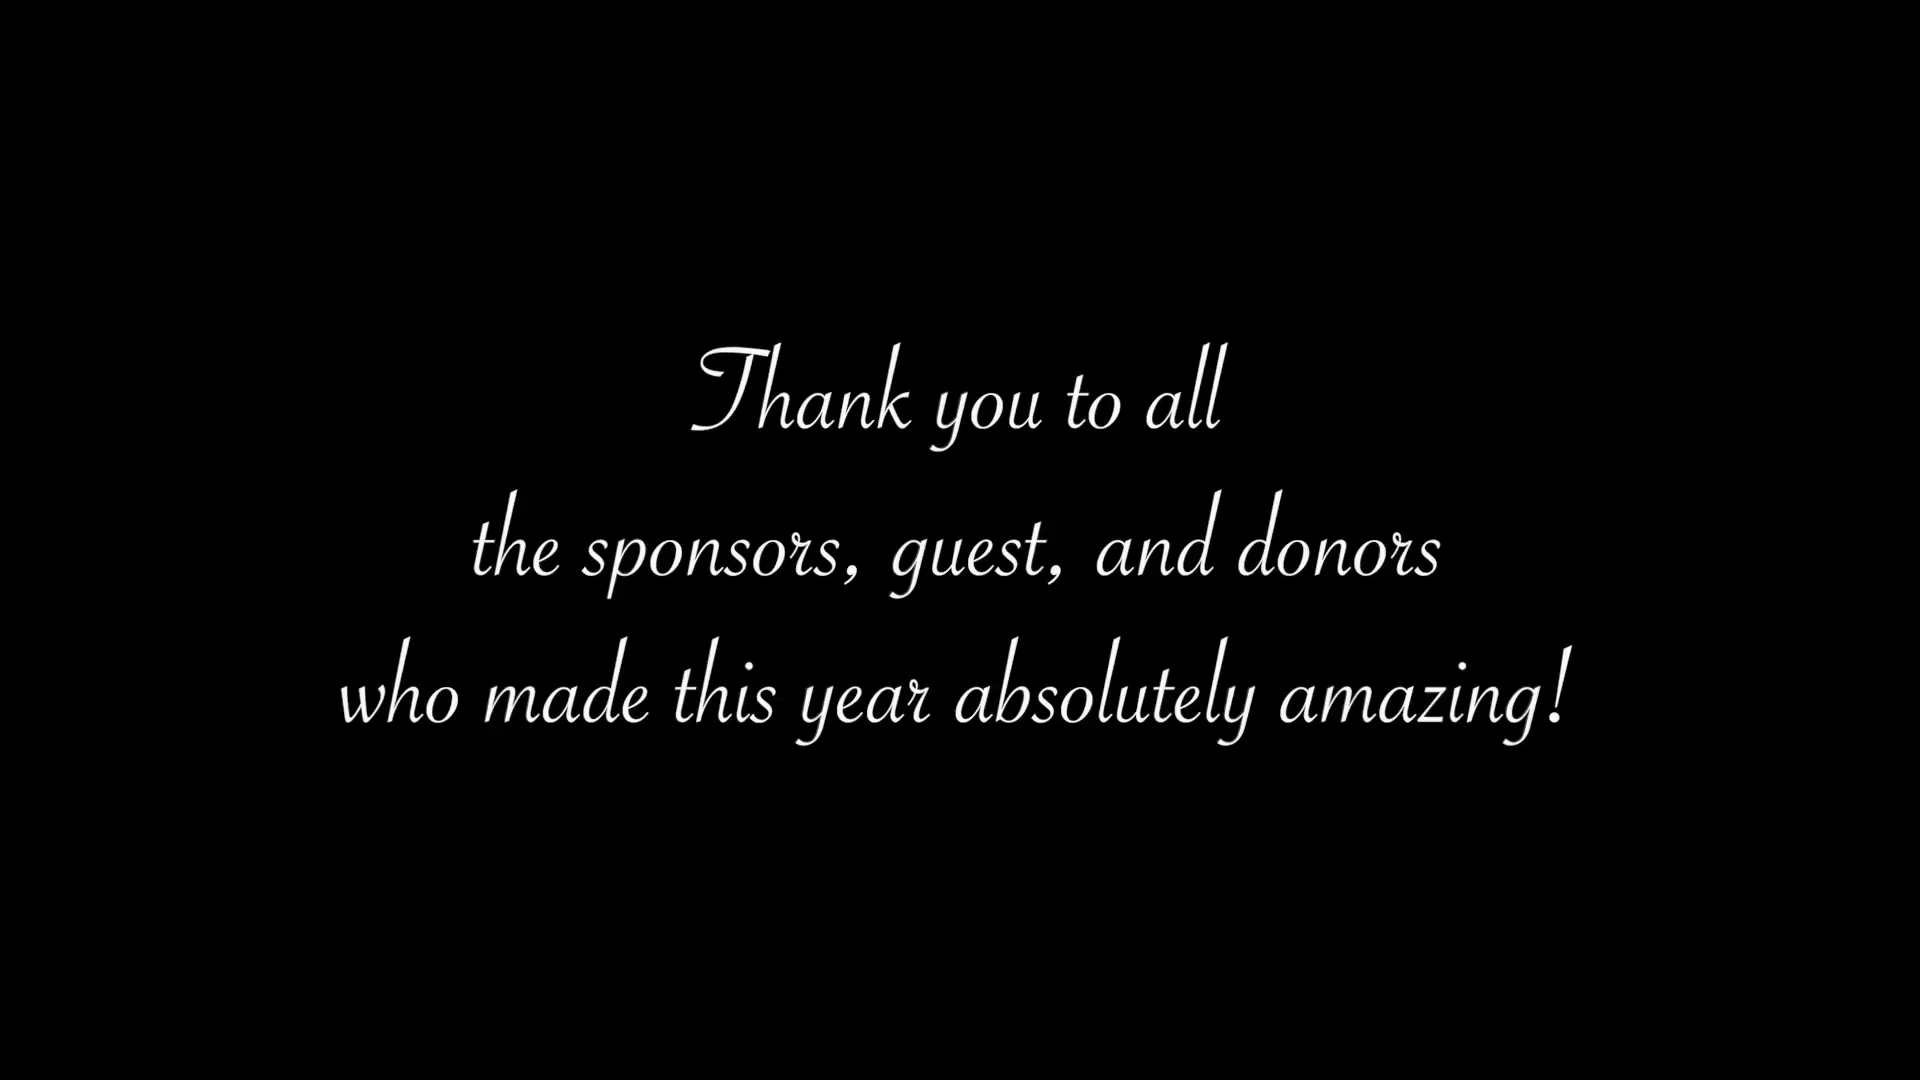 Thank you to all
the sponsors, guest, and donors
who made this year absolutely amazing!